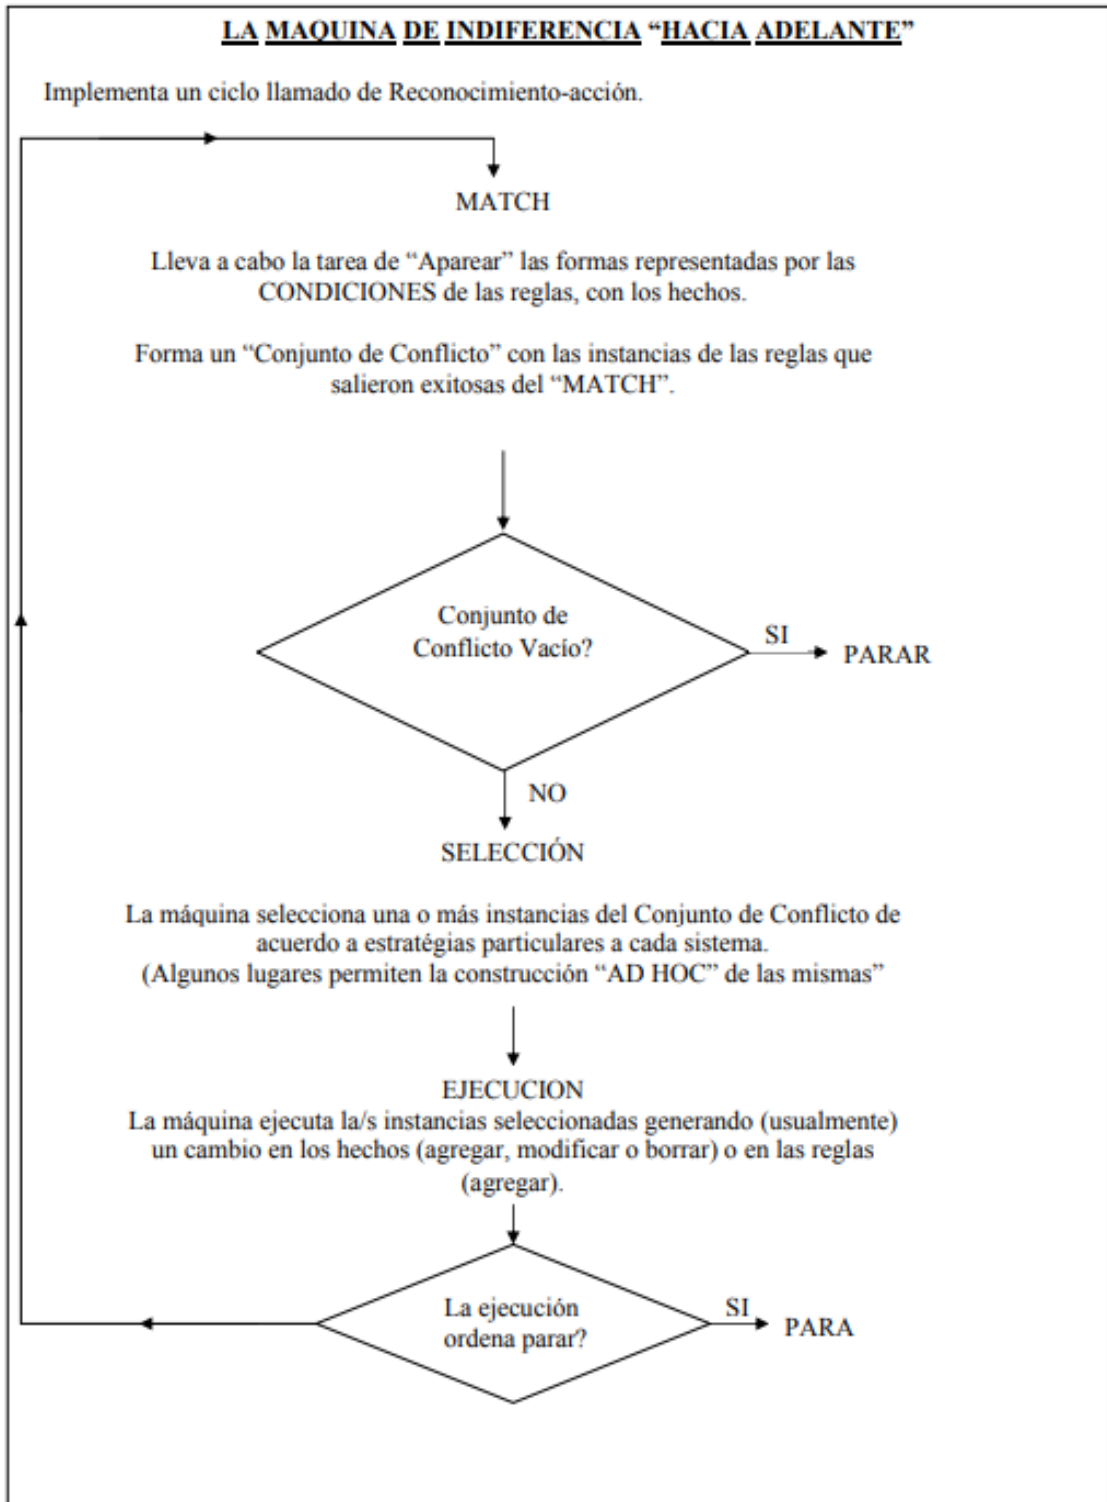 LA MAQUINA DE INDIFERENCIA “HACIA ADELANTE”
Implementa un ciclo llamado de Reconocimiento-acción.
MATCH
Lleva a cabo la tarea de “Aparear” las formas representadas por las
CONDICIONES de las reglas, con los hechos.
Forma un “Conjunto de Conflicto” con las instancias de las reglas que
salieron exitosas del “MATCH”.
Conjunto de
Conflicto Vacío?
SI
PARAR
NO
SELECCIÓN
La máquina selecciona una o más instancias del Conjunto de Conflicto de
acuerdo a estratégias particulares a cada sistema.
(Algunos lugares permiten la construcción “AD HOC” de las mismas”
EJECUCION
La máquina ejecuta la/s instancias seleccionadas generando (usualmente)
un cambio en los hechos (agregar, modificar o borrar) o en las reglas
(agregar).
La ejecución
ordena parar?
SI
PARA